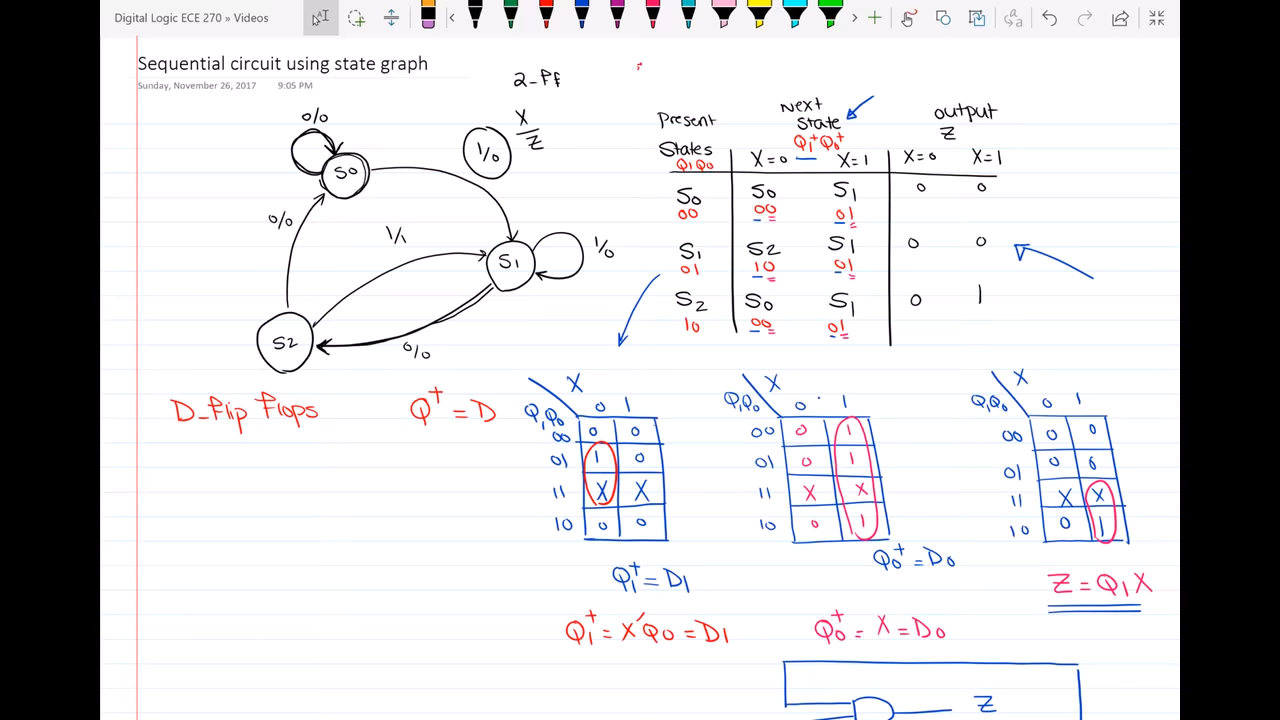 Digital Logic ECE 270 » Videos
Sequential circuit using state graph
Sunday, November 26, 2017 9:05 PM
2-Ff
0/0
X
Z
1/0
S0
0/0
1/1
S1
1/0
S2
0/0
Present
States
Q1Q0
Next
State
Q1+Q0+
X=0 X=1
output
Z
X=0 X=1
S0 S0 S1 0 0
00 00 01
S1 S2 S1 0 0
01 10 01
S2 S0 S1 0 1
10 00 01
D-flip flops
Q+ = D
X
Q1Q0 0 1
00 0 0
01 1 0
11 X X
10 0 0
Q1+ = D1
Q1+ = X'Q0 = D1
X
Q1Q0 0 1
00 0 1
01 0 1
11 X X
10 0 1
Q0+ = D0
Q0+ = X = D0
X
Q1Q0 0 1
00 0 0
01 0 0
11 X X
10 0 1
Z = Q1X
Z